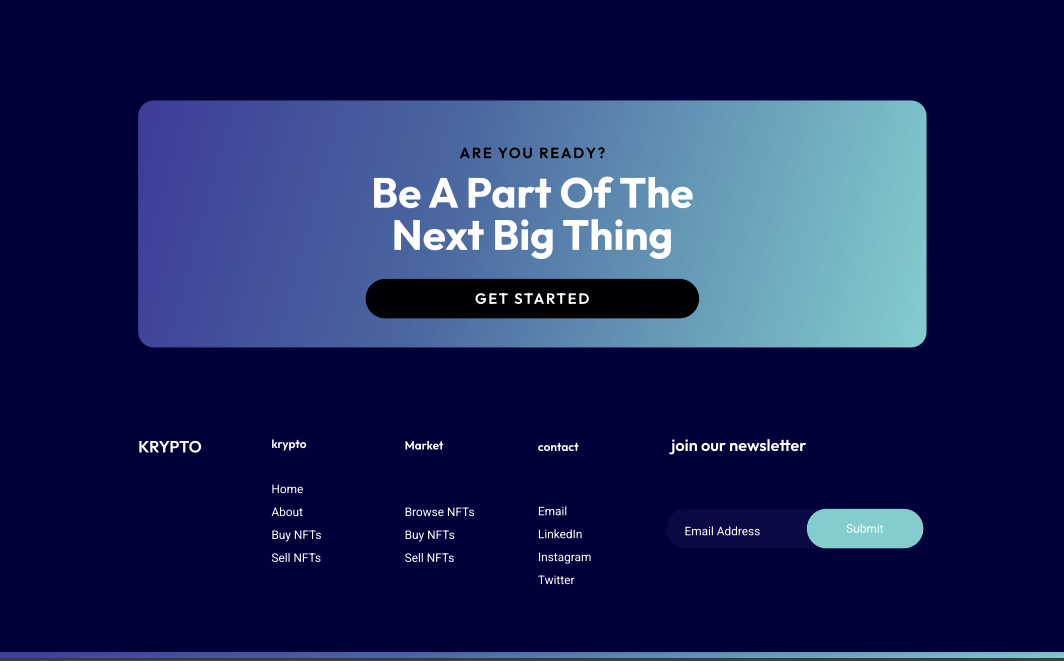 ARE YOU READY?
Be A Part Of The
Next Big Thing
GET STARTED
KRYPTO
krypto
Home
About
Buy NFTs
Sell NFTs
Market
Browse NFTs
Buy NFTs
Sell NFTs
contact
Email
LinkedIn
Instagram
Twitter
join our newsletter
Email Address
Submit